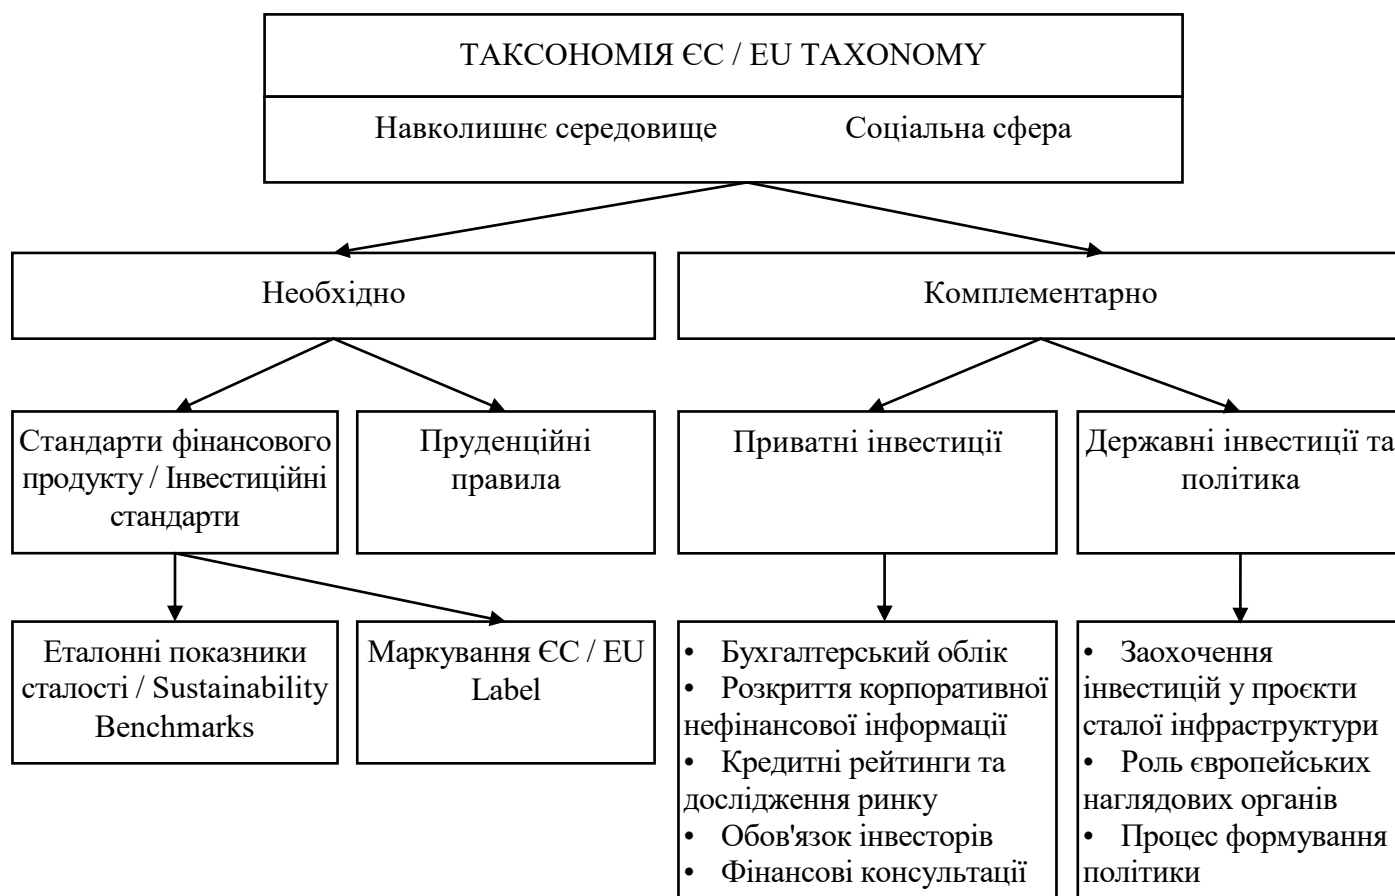 ТАКСОНОМІЯ ЄС / EU TAXONOMY
Навколишнє середовище Соціальна сфера
Необхідно
Комплементарно
Стандарти фінансового
продукту / Інвестиційні
стандарти
Пруденційні
правила
Приватні інвестиції
Державні інвестиції та
політика
Еталонні показники
сталості / Sustainability
Benchmarks
Маркування ЄС / EU
Label
• Бухгалтерський облік
• Розкриття корпоративної
нефінансової інформації
• Кредитні рейтинги та
дослідження ринку
• Обов'язок інвесторів
• Фінансові консультації
• Заохочення
інвестицій у проєкти
сталої інфраструктури
• Роль європейських
наглядових органів
• Процес формування
політики